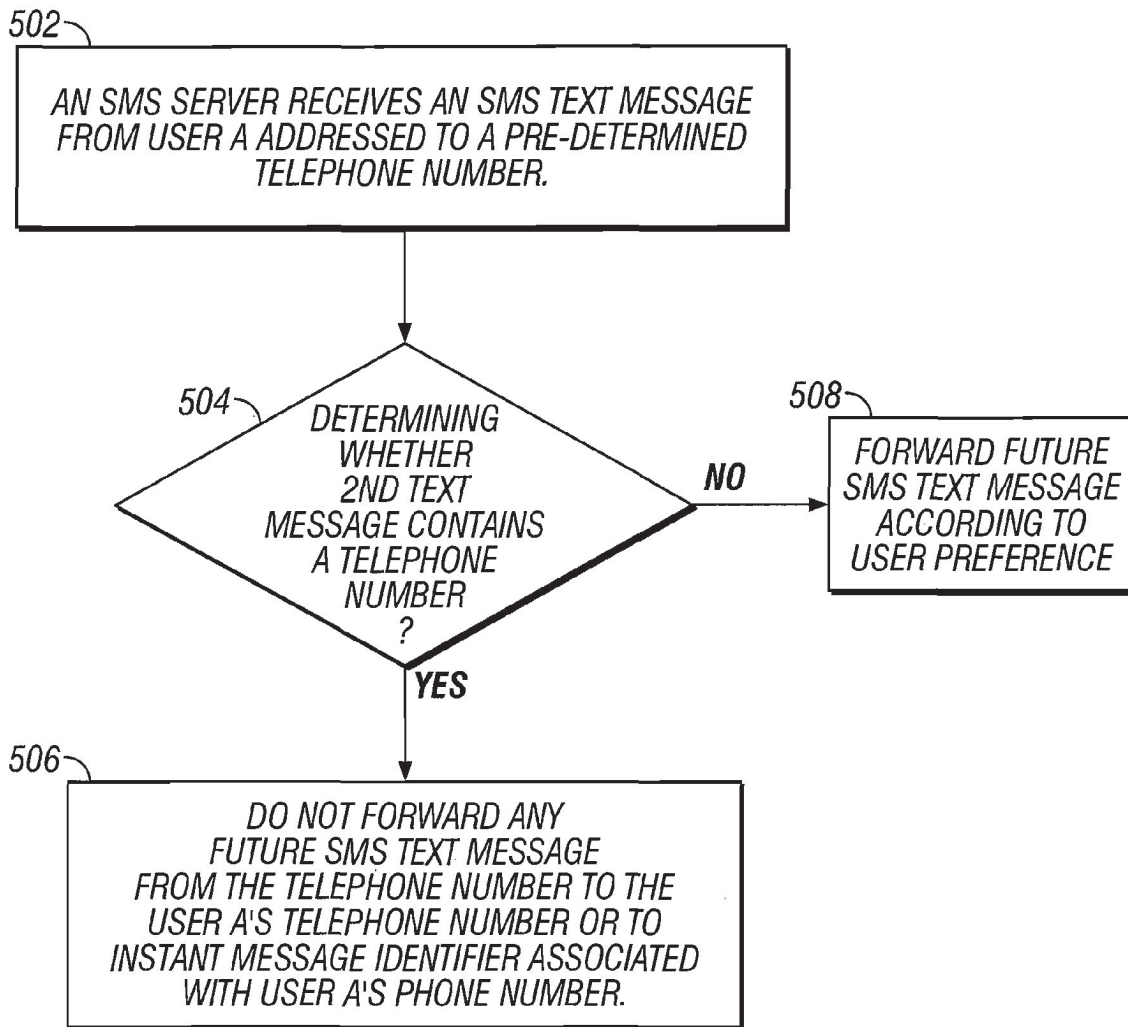 502
AN SMS SERVER RECEIVES AN SMS TEXT MESSAGE
FROM USER A ADDRESSED TO A PRE-DETERMINED
TELEPHONE NUMBER.
504
DETERMINING
WHETHER
2ND TEXT
MESSAGE CONTAINS
A TELEPHONE
NUMBER
?
NO
508
FORWARD FUTURE
SMS TEXT MESSAGE
ACCORDING TO
USER PREFERENCE
YES
506
DO NOT FORWARD ANY
FUTURE SMS TEXT MESSAGE
FROM THE TELEPHONE NUMBER TO THE
USER A'S TELEPHONE NUMBER OR TO
INSTANT MESSAGE IDENTIFIER ASSOCIATED
WITH USER A'S PHONE NUMBER.